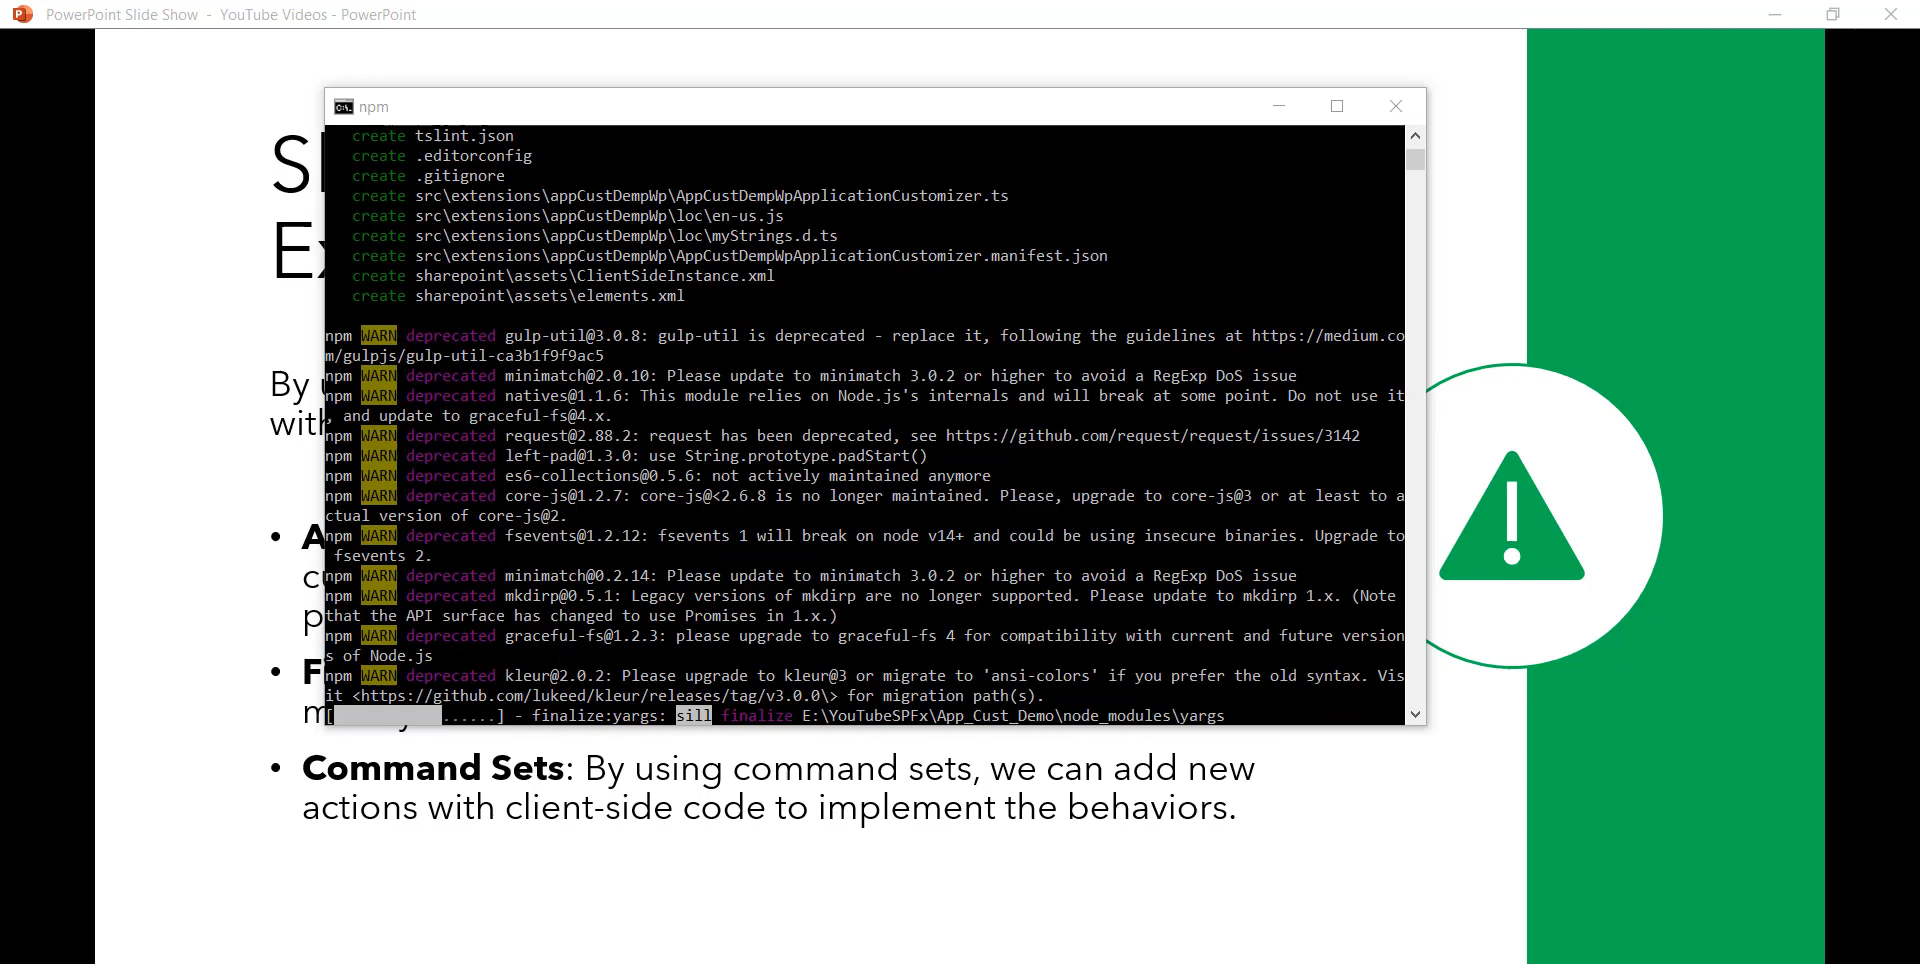 PowerPoint Slide Show - YouTube Videos - PowerPoint
npm
create tslint.json
create .editorconfig
create .gitignore
create src\extensions\appCustDempWp\AppCustDempWpApplicationCustomizer.ts
create src\extensions\appCustDempWp\loc\en-us.js
create src\extensions\appCustDempWp\loc\myStrings.d.ts
create src\extensions\appCustDempWp\AppCustDempWpApplicationCustomizer.manifest.json
create sharepoint\assets\ClientSideInstance.xml
create sharepoint\assets\elements.xml
npm WARN deprecated gulp-util@3.0.8: gulp-util is deprecated - replace it, following the guidelines at https://medium.co
m/gulpjs/gulp-util-ca3b1f9f9ac5
npm WARN deprecated minimatch@2.0.10: Please update to minimatch 3.0.2 or higher to avoid a RegExp DoS issue
npm WARN deprecated natives@1.1.6: This module relies on Node.js's internals and will break at some point. Do not use it
, and update to graceful-fs@4.x.
npm WARN deprecated request@2.88.2: request has been deprecated, see https://github.com/request/request/issues/3142
npm WARN deprecated left-pad@1.3.0: use String.prototype.padStart()
npm WARN deprecated es6-collections@0.5.6: not actively maintained anymore
npm WARN deprecated core-js@1.2.7: core-js@<2.6.8 is no longer maintained. Please, upgrade to core-js@3 or at least to a
ctual version of core-js@2.
npm WARN deprecated fsevents@1.2.12: fsevents 1 will break on node v14+ and could be using insecure binaries. Upgrade to
fsevents 2.
npm WARN deprecated minimatch@0.2.14: Please update to minimatch 3.0.2 or higher to avoid a RegExp DoS issue
npm WARN deprecated mkdirp@0.5.1: Legacy versions of mkdirp are no longer supported. Please update to mkdirp 1.x. (Note
that the API surface has changed to use Promises in 1.x.)
npm WARN deprecated graceful-fs@1.2.3: please upgrade to graceful-fs 4 for compatibility with current and future version
s of Node.js
npm WARN deprecated kleur@2.0.2: Please upgrade to kleur@3 or migrate to 'ansi-colors' if you prefer the old syntax. Vis
it <https://github.com/lukeed/kleur/releases/tag/v3.0.0\> for migration path(s).
[ ......] - finalize:yargs: sill finalize E:\YouTubeSPFx\App_Cust_Demo\node_modules\yargs
By
with
• Command Sets: By using command sets, we can add new
actions with client-side code to implement the behaviors.